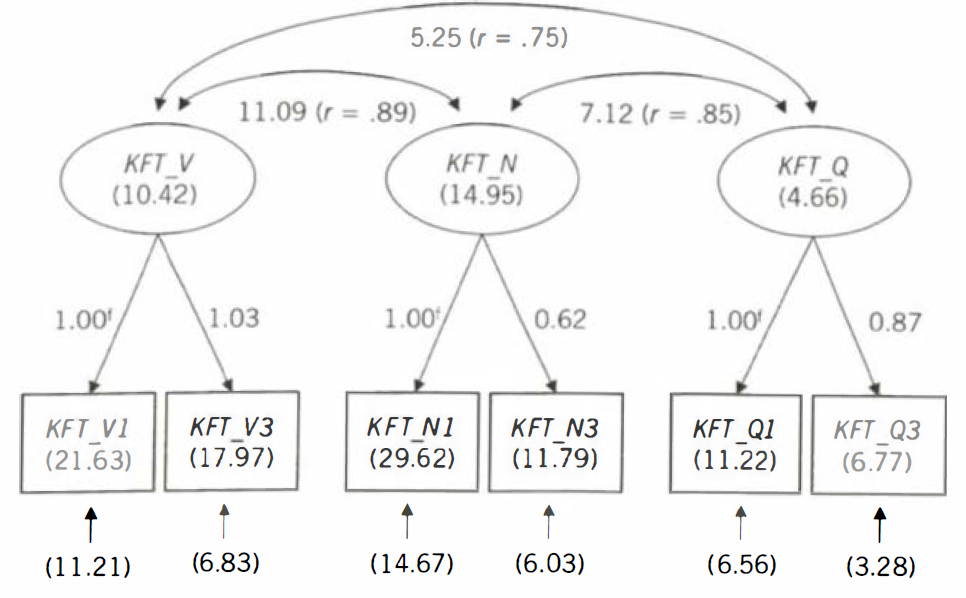 5.25 (r = .75)
11.09 (r = .89)
7.12 (r = .85)
KFT_V
(10.42)
KFT_N
(14.95)
KFT_Q
(4.66)
1.00f
1.03
1.00f
0.62
1.00f
0.87
KFT_V1
(21.63)
KFT_V3
(17.97)
KFT_N1
(29.62)
KFT_N3
(11.79)
KFT_Q1
(11.22)
KFT_Q3
(6.77)
(11.21)
(6.83)
(14.67)
(6.03)
(6.56)
(3.28)